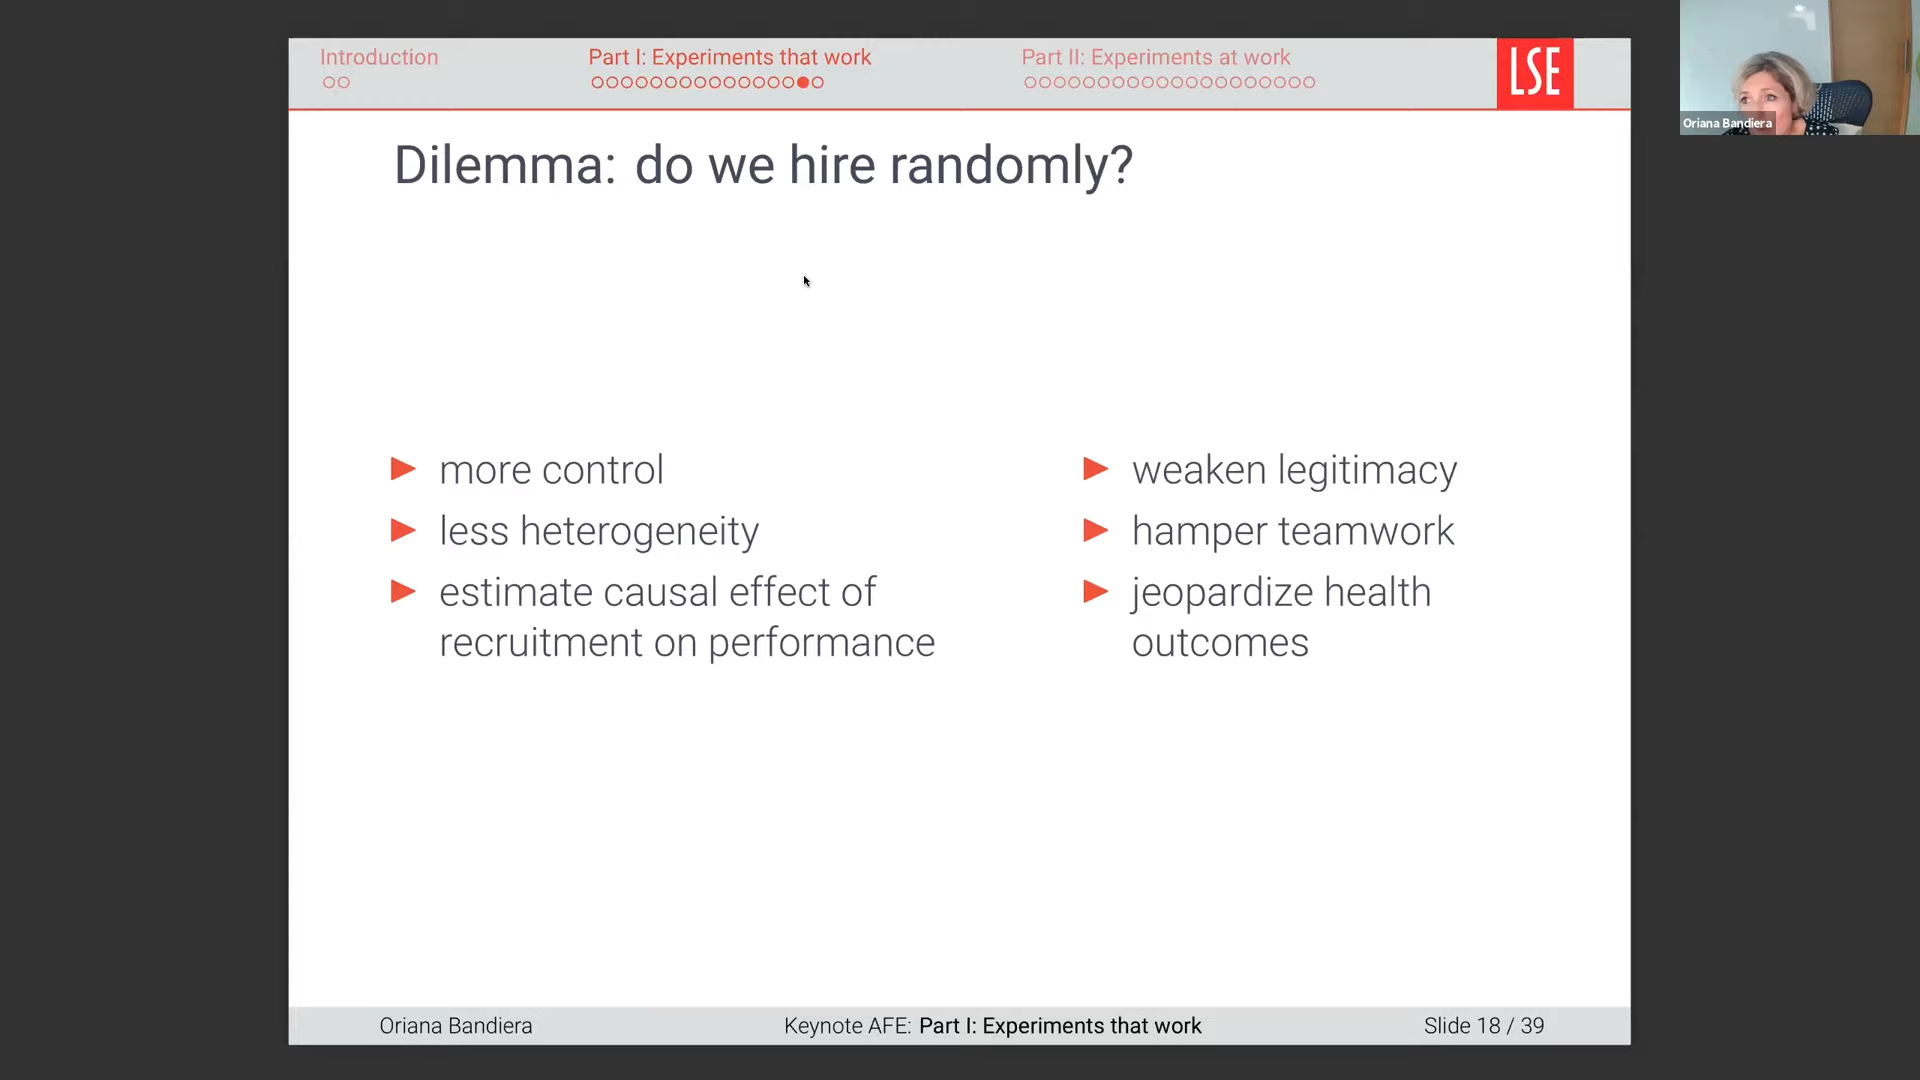 Introduction
Part I: Experiments that work
Part II: Experiments at work
LSE
Oriana Bandiera
Dilemma: do we hire randomly?
more control
less heterogeneity
estimate causal effect of
recruitment on performance
weaken legitimacy
hamper teamwork
jeopardize health
outcomes
Oriana Bandiera
Keynote AFE: Part I: Experiments that work
Slide 18 / 39